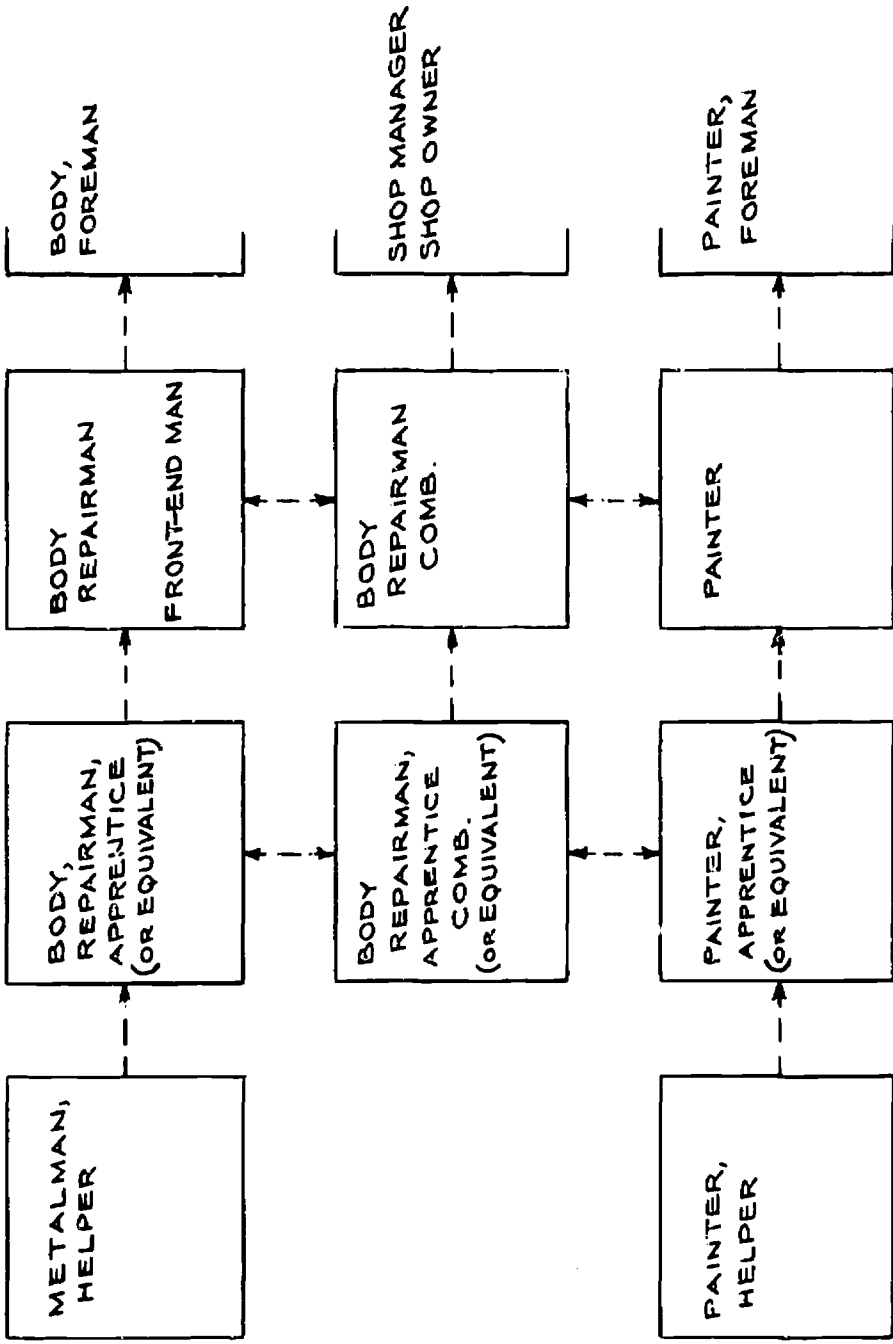 METALMAN,
HELPER
BODY,
REPAIRMAN,
APPRENTICE
(OR EQUIVALENT)
BODY
REPAIRMAN
FRONT-END MAN
BODY,
FOREMAN
BODY
REPAIRMAN,
APPRENTICE
COMB.
(OR EQUIVALENT)
BODY
REPAIRMAN
COMB.
SHOP MANAGER
SHOP OWNER
PAINTER,
HELPER
PAINTER,
APPRENTICE
(OR EQUIVALENT)
PAINTER
PAINTER,
FOREMAN